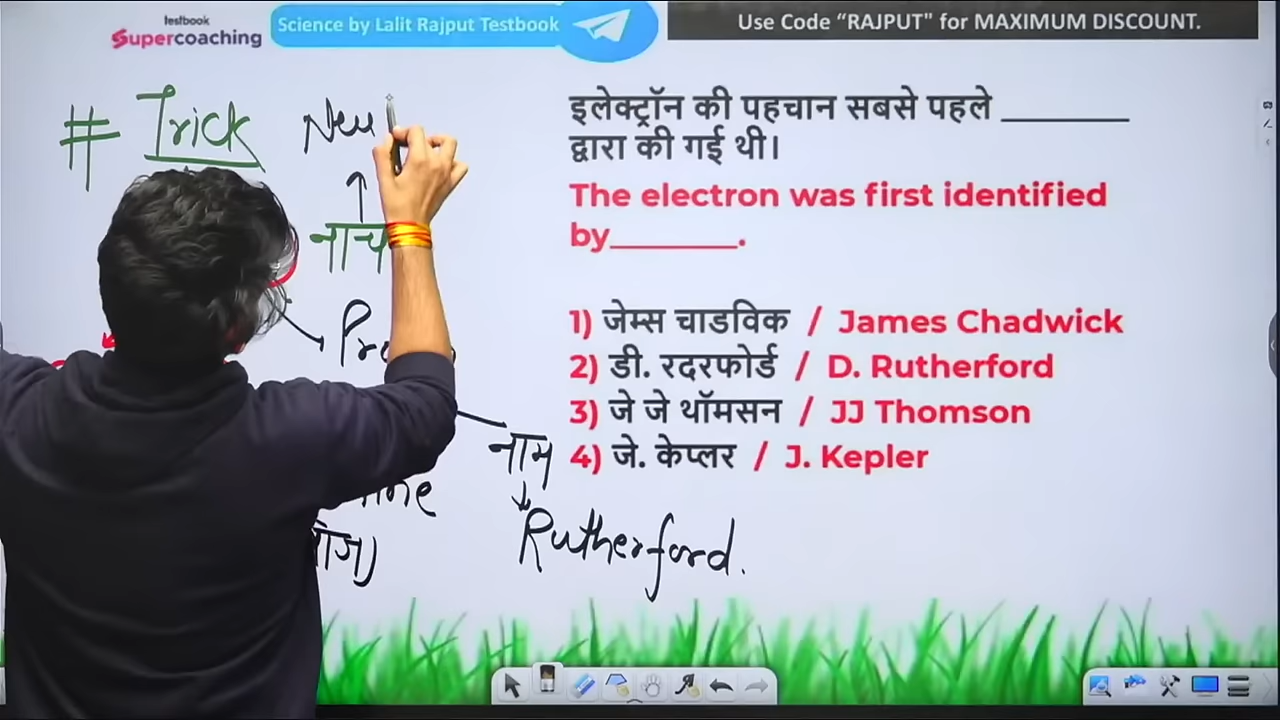 testbook
Supercoaching
Science by Lalit Rajput Testbook
Use Code “RAJPUT" for MAXIMUM DISCOUNT.
# Trick
Neu
नाच
नाम
Rutherford.
इलेक्ट्रॉन की पहचान सबसे पहले ________
द्वारा की गई थी।
The electron was first identified
by________.
1) जेम्स चाडविक / James Chadwick
2) डी. रदरफोर्ड / D. Rutherford
3) जे जे थॉमसन / JJ Thomson
4) जे. केप्लर / J. Kepler